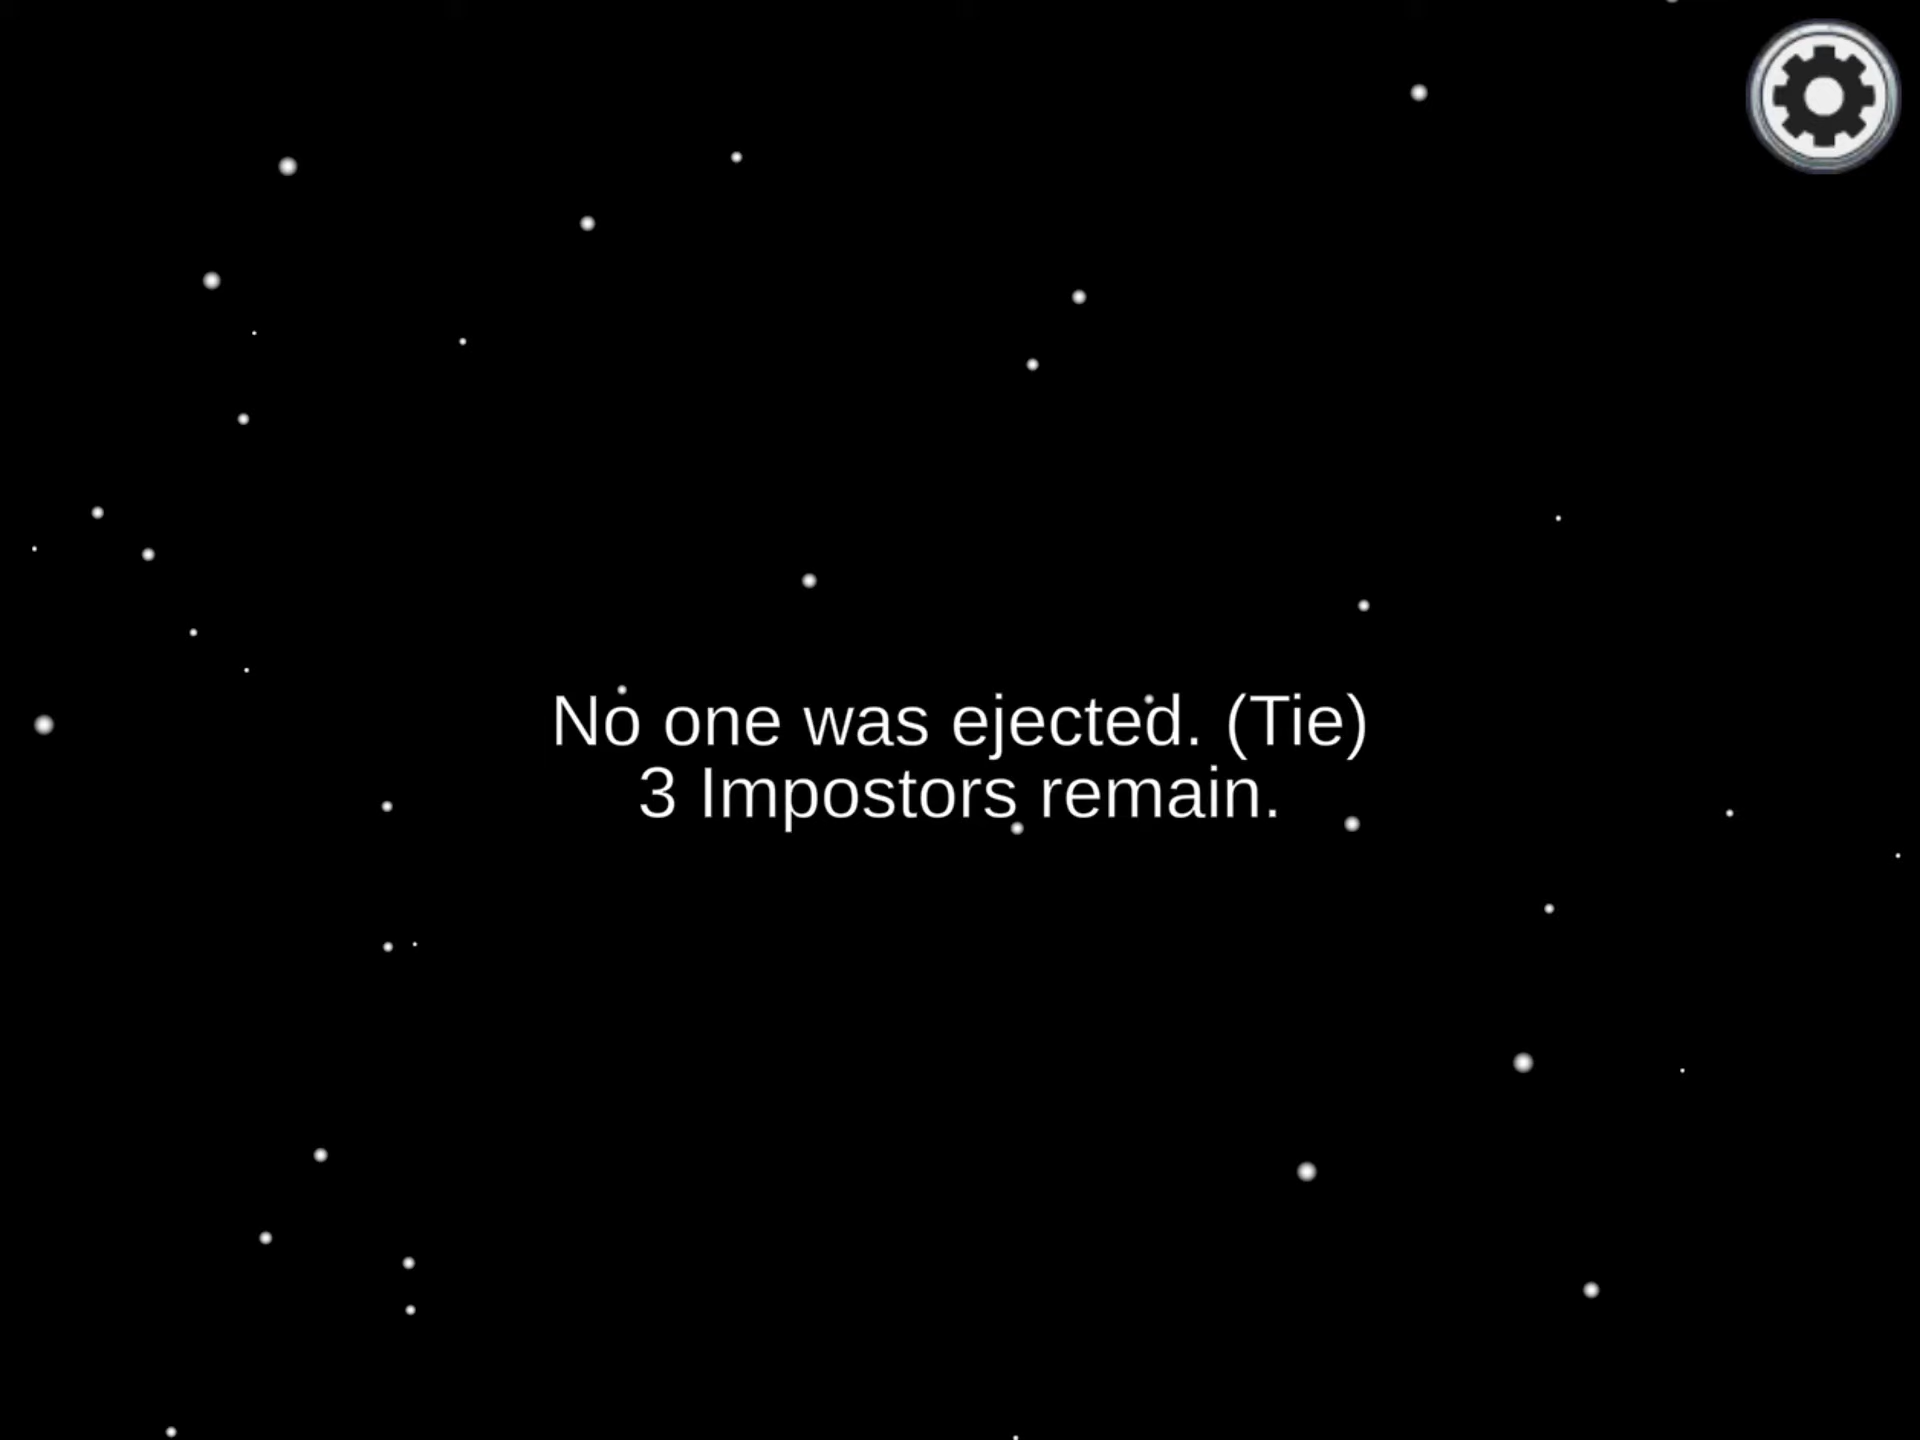 No one was ejected. (Tie)
3 Impostors remain.